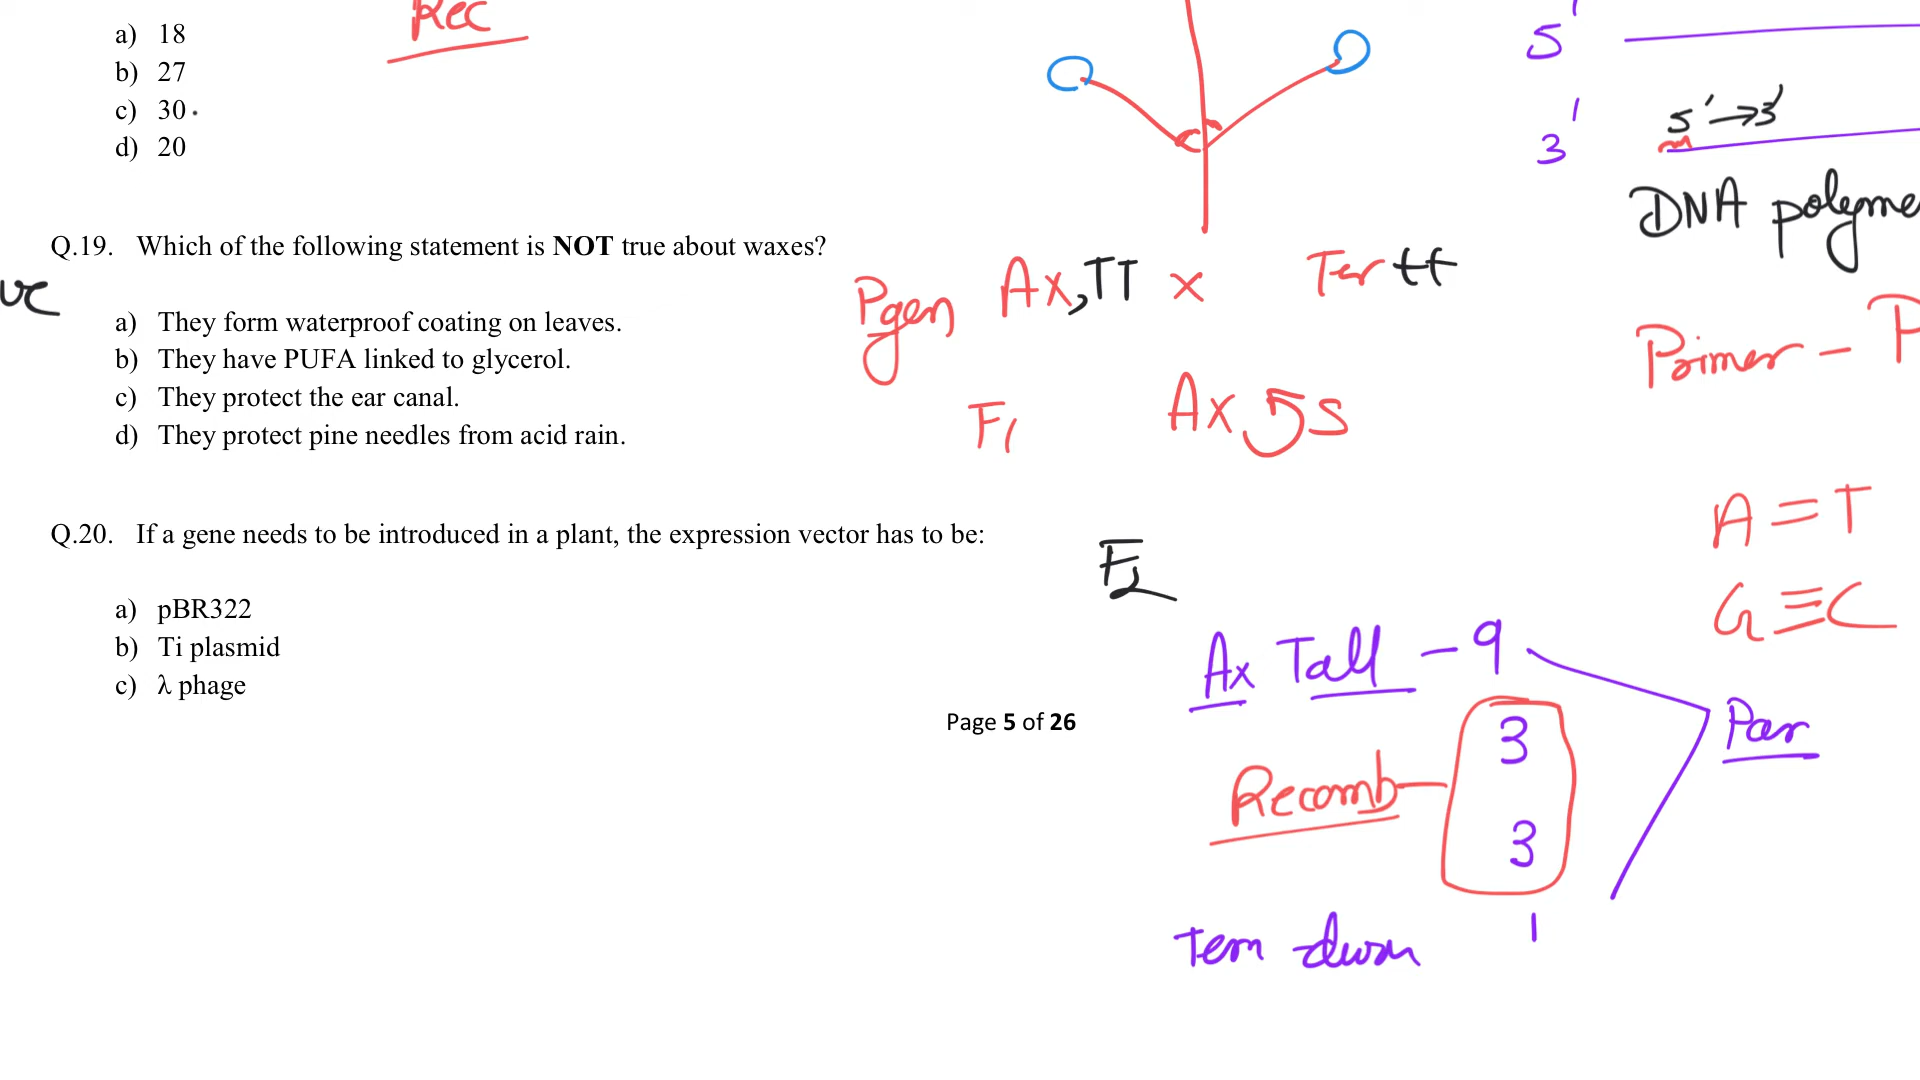 Rec
a) 18
b) 27
c) 30
d) 20
5'
3'
5' → 3'
DNA polyme
Q.19. Which of the following statement is NOT true about waxes?
a) They form waterproof coating on leaves.
b) They have PUFA linked to glycerol.
c) They protect the ear canal.
d) They protect pine needles from acid rain.
Pgen Ax, TT × Ter tt
Primer – P
F1 Ax 5S
A = T
G ≡ C
Q.20. If a gene needs to be introduced in a plant, the expression vector has to be:
a) pBR322
b) Ti plasmid
c) λ phage
F2
Ax Tall – 9
3
Par
Recomb
3
Term
1
Page 5 of 26